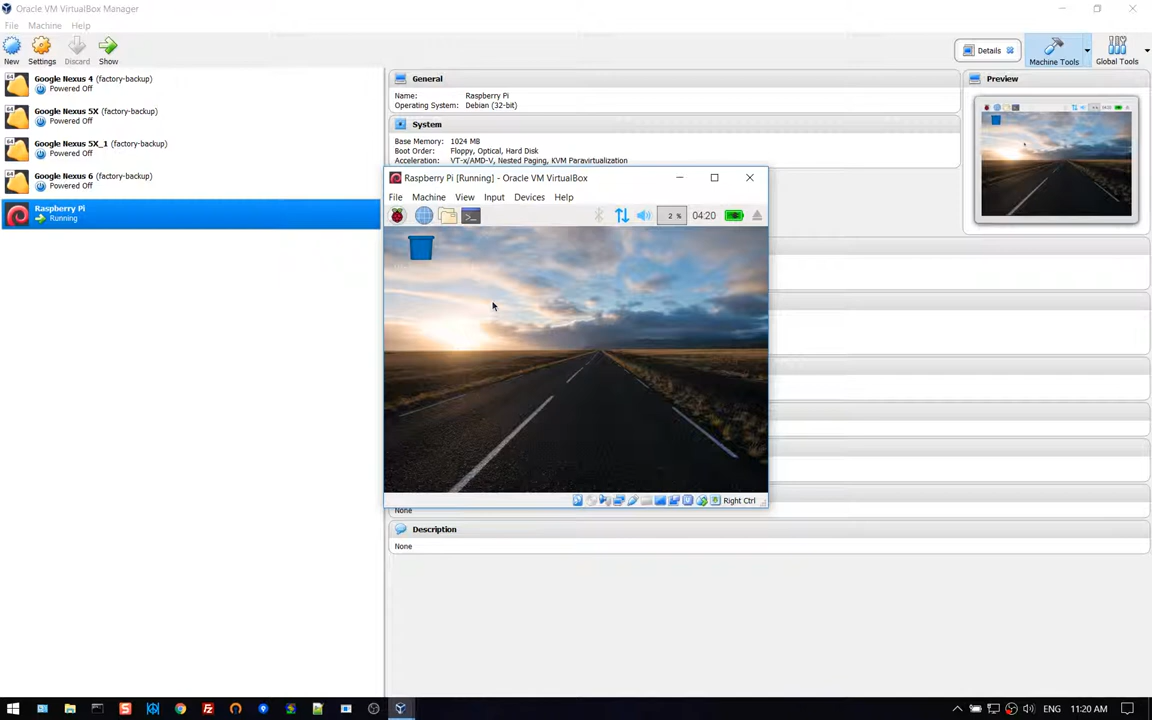 Oracle VM VirtualBox Manager
File Machine Help
New Settings Discard Show
Details Machine Tools Global Tools
64 Google Nexus 4 (factory-backup)
Powered Off
64 Google Nexus 5X (factory-backup)
Powered Off
64 Google Nexus 5X_1 (factory-backup)
Powered Off
64 Google Nexus 6 (factory-backup)
Powered Off
Raspberry Pi
Running
General
Name: Raspberry Pi
Operating System: Debian (32-bit)
System
Base Memory: 1024 MB
Boot Order: Floppy, Optical, Hard Disk
Acceleration: VT-x/AMD-V, Nested Paging, KVM Paravirtualization
Preview
Raspberry Pi [Running] - Oracle VM VirtualBox
File Machine View Input Devices Help
>_ 2 % 04:20
Right Ctrl
None
Description
None
ENG 11:20 AM